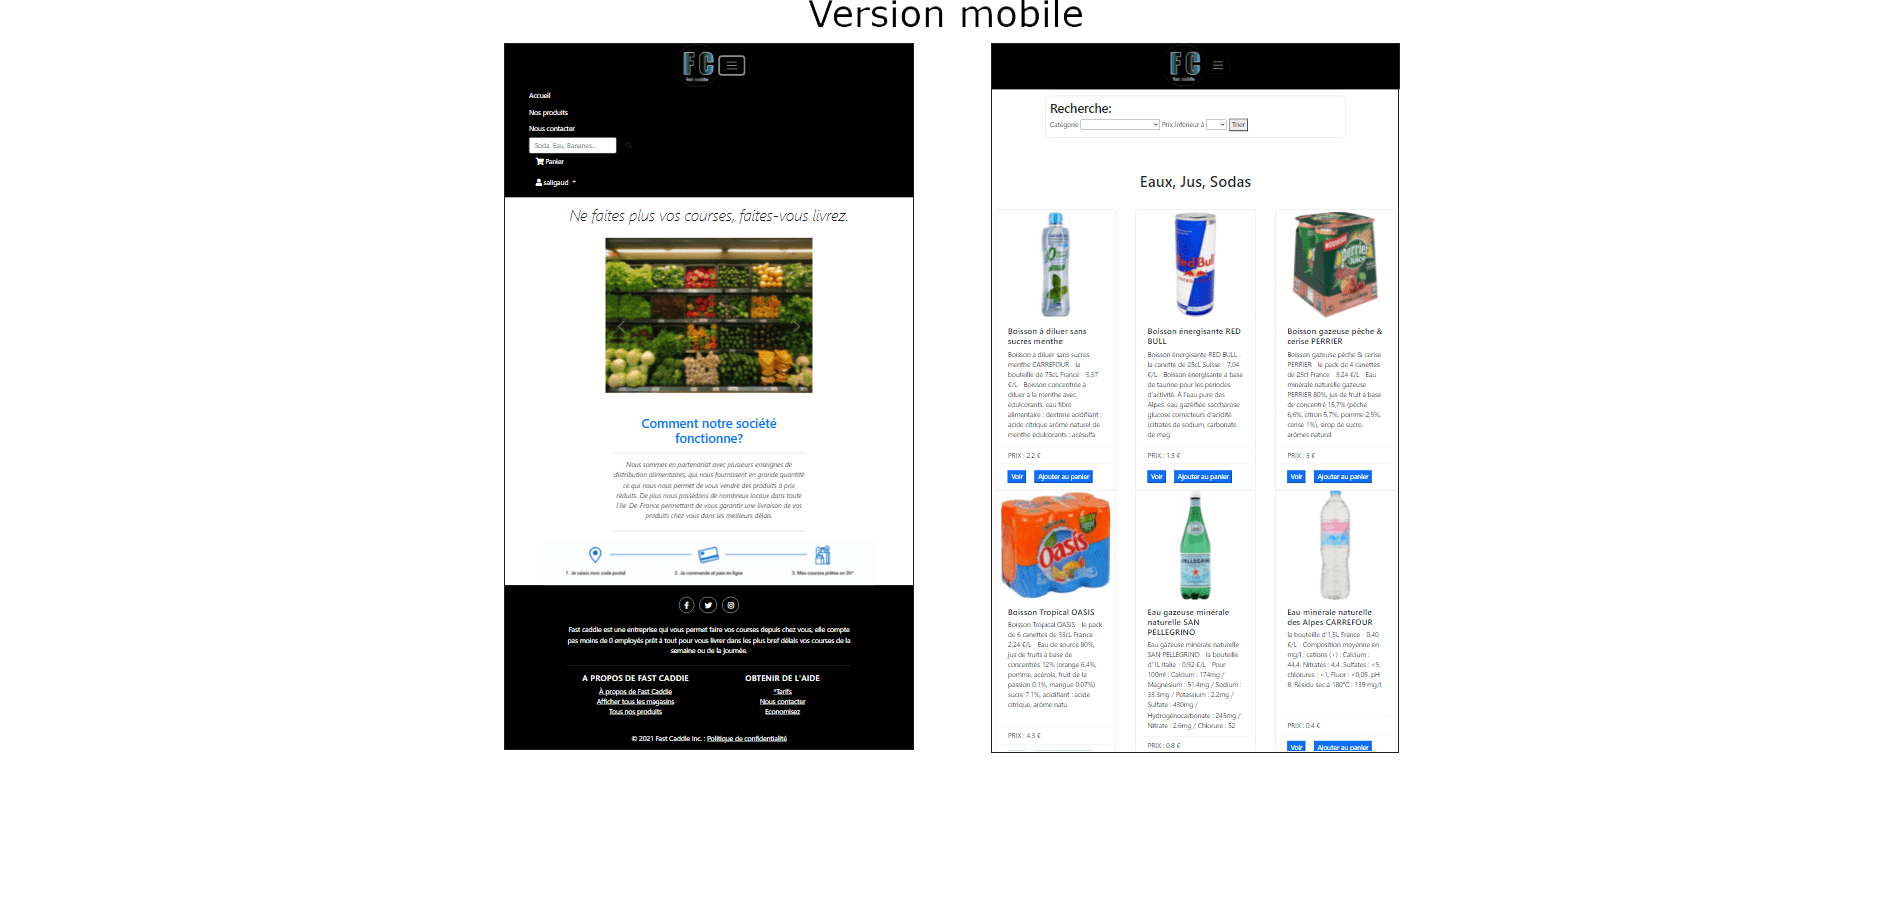 Version mobile
FC
fast caddie
Accueil
Nos produits
Nous contacter
Soda, Eau, Bananes...
Panier
saligaud
Ne faites plus vos courses, faites-vous livrez.
Comment notre société
fonctionne?
Nous sommes en partenariat avec plusieurs enseignes de
distribution alimentaires, qui nous fournissent en grande quantité
ce qui nous nous permet de vous vendre des produits à prix
réduits. De plus nous possédons de nombreux locaux dans toute
l'Ile-De-France permettant de vous garantir une livraison de vos
produits chez vous dans les meilleurs délais.
1. Je saisis mon code postal
2. Je commande et paie en ligne
3. Mes courses prêtes en 2h*
Fast caddie est une entreprise qui vous permet faire vos courses depuis chez vous, elle compte
pas moins de 0 employés prêt à tout pour vous livrer dans les plus bref délais vos courses de la
semaine ou de la journée.
A PROPOS DE FAST CADDIE
À propos de Fast Caddie
Afficher tous les magasins
Tous nos produits
OBTENIR DE L'AIDE
*Tarifs
Nous contacter
Economisez
© 2021 Fast Caddie Inc. : Politique de confidentialité
FC
fast caddie
Recherche:
Catégorie Prix Inférieur à Trier
Eaux, Jus, Sodas
Boisson à diluer sans
sucres menthe
Boisson à diluer sans sucres
menthe CARREFOUR - la
bouteille de 75cL France - 3,37
€/L - Boisson concentrée à
diluer à la menthe avec
édulcorants. eau fibre
alimentaire : dextrine acidifiant :
acide citrique arôme naturel de
menthe édulcorants : acésulfa
PRIX : 2.2 €
Voir Ajouter au panier
Red Bull
Boisson énergisante RED
BULL
Boisson énergisante RED BULL
la canette de 25cL Suisse - 7,04
€/L - Boisson énergisante à base
de taurine pour les périodes
d'activité. À l'eau pure des
Alpes. eau gazéifiée saccharose
glucose correcteurs d'acidité
(citrates de sodium, carbonate
de mag
PRIX : 1.5 €
Voir Ajouter au panier
NOUVEAU
Perrier
Juice
Boisson gazeuse pêche &
cerise PERRIER
Boisson gazeuse pêche & cerise
PERRIER - le pack de 4 canettes
de 25cl France - 3,24 €/L - Eau
minérale naturelle gazeuse
PERRIER 80%, jus de fruit à base
de concentré 15,7% (pêche
6,6%, citron 5,7%, pomme 2,5%,
cerise 1%), sirop de sucre,
arômes naturel
PRIX : 3 €
Voir Ajouter au panier
Oasis
Boisson Tropical OASIS
Boisson Tropical OASIS - le pack
de 6 canettes de 33cL France
2,24 €/L - Eau de source 80%,
jus de fruits à base de
concentrés 12% (orange 6.4%,
pomme, acérola, fruit de la
passion 0.1%, mangue 0.07%)
sucre 7.1%, acidifiant : acide
citrique, arôme natu
PRIX : 4.3 €
S.PELLEGRINO
Eau gazeuse minérale
naturelle SAN
PELLEGRINO
Eau gazeuse minérale naturelle
SAN PELLEGRINO - la bouteille
d'1L Italie - 0,92 €/L - Pour
100ml : Calcium : 174mg /
Magnésium : 51.4mg / Sodium :
33.3mg / Potassium : 2.2mg /
Sulfate : 430mg /
Hydrogénocarbonate : 245mg /
Nitrate : 2.6mg / Chlorure : 52
PRIX : 0.8 €
Eau minérale naturelle
des Alpes CARREFOUR
la bouteille d'1,5L France - 0,40
€/L - Composition moyenne en
mg/l : cations (+) : Calcium :
44,4. Nitrates : 4,4. Sulfates : <5.
chlorures : <1. Fluor : <0,05. pH
8. Résidu sec à 180°C : 139 mg/l.
PRIX : 0.4 €
Voir Ajouter au panier